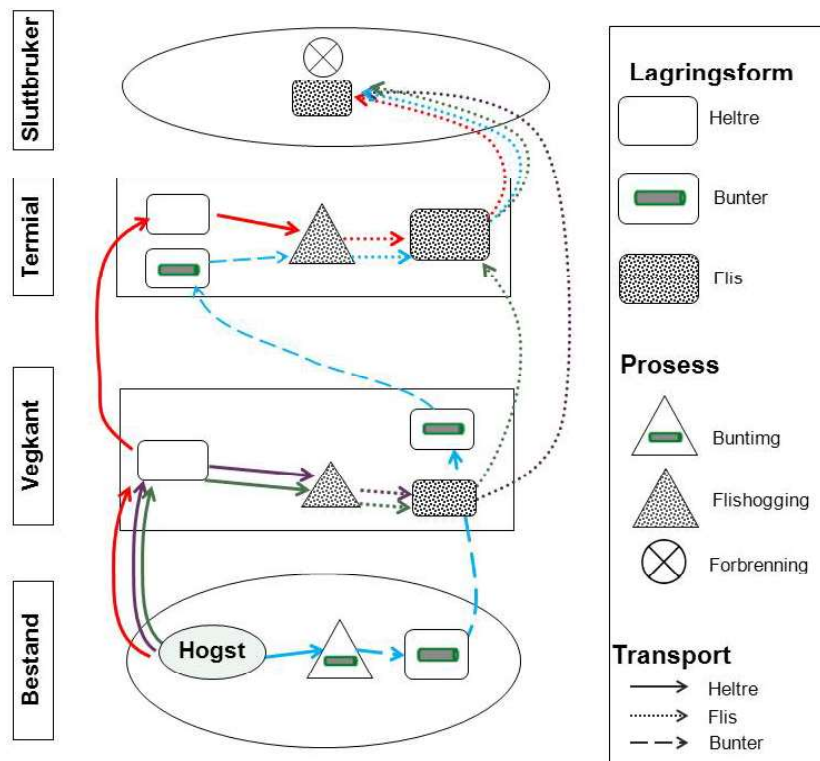 Sluttbruker
Termial
Vegkant
Bestand
Hogst
Lagringsform
Heltre
Bunter
Flis
Prosess
Buntimg
Flishogging
Forbrenning
Transport
Heltre
Flis
Bunter